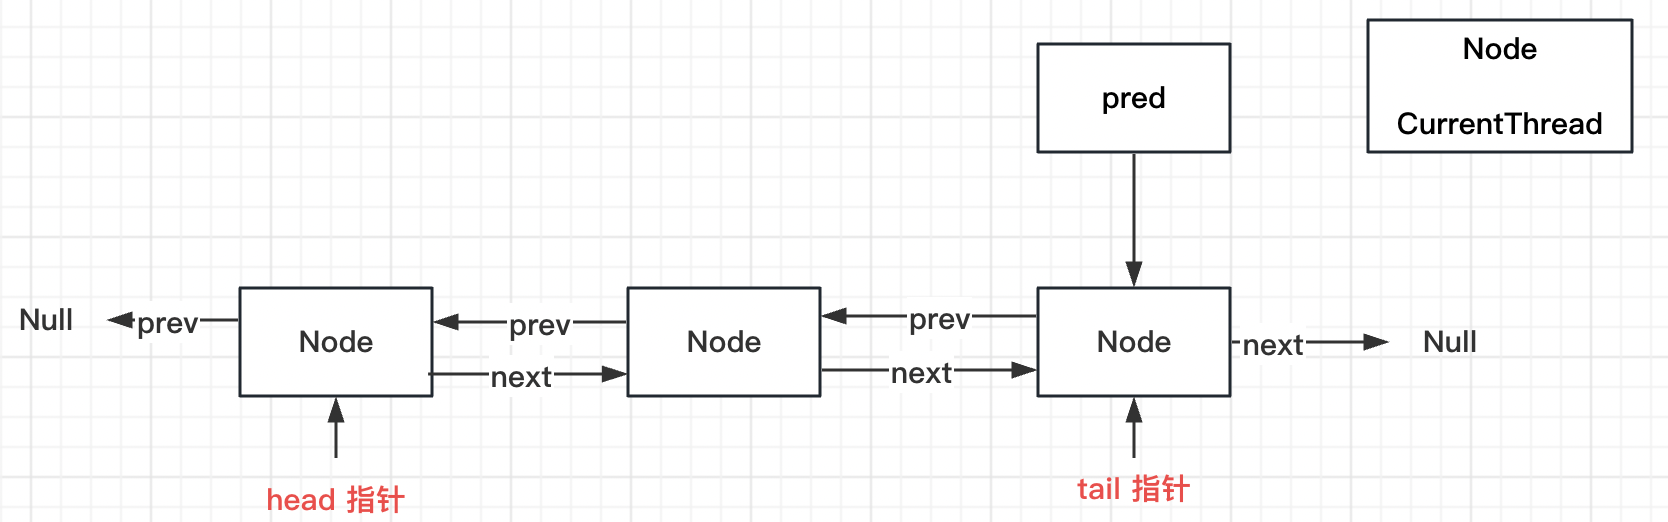 Node
CurrentThread
pred
Null
prev
Node
prev
next
Node
prev
next
Node
next
Null
head 指针
tail 指针